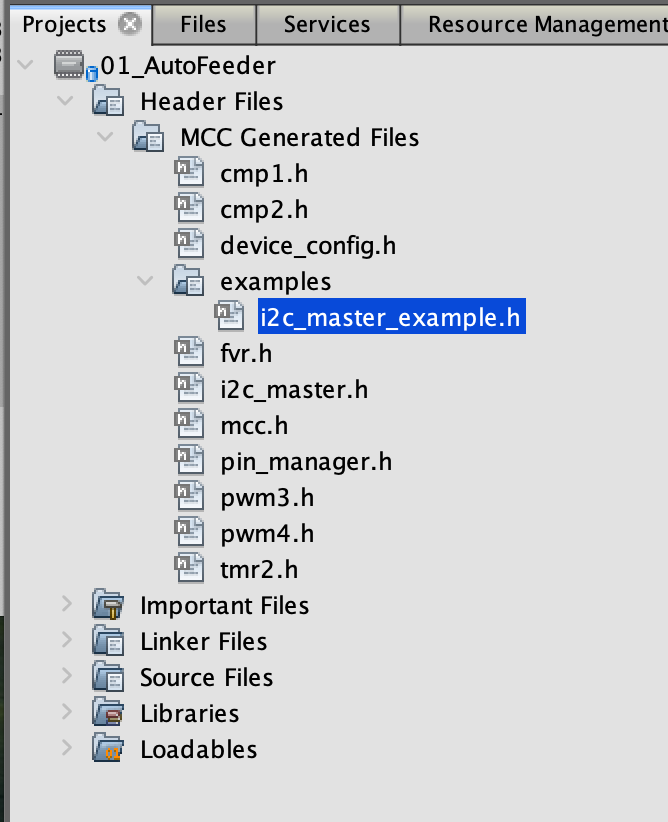 Projects Files Services Resource Management
01_AutoFeeder
Header Files
MCC Generated Files
cmp1.h
cmp2.h
device_config.h
examples
i2c_master_example.h
fvr.h
i2c_master.h
mcc.h
pin_manager.h
pwm3.h
pwm4.h
tmr2.h
Important Files
Linker Files
Source Files
Libraries
Loadables